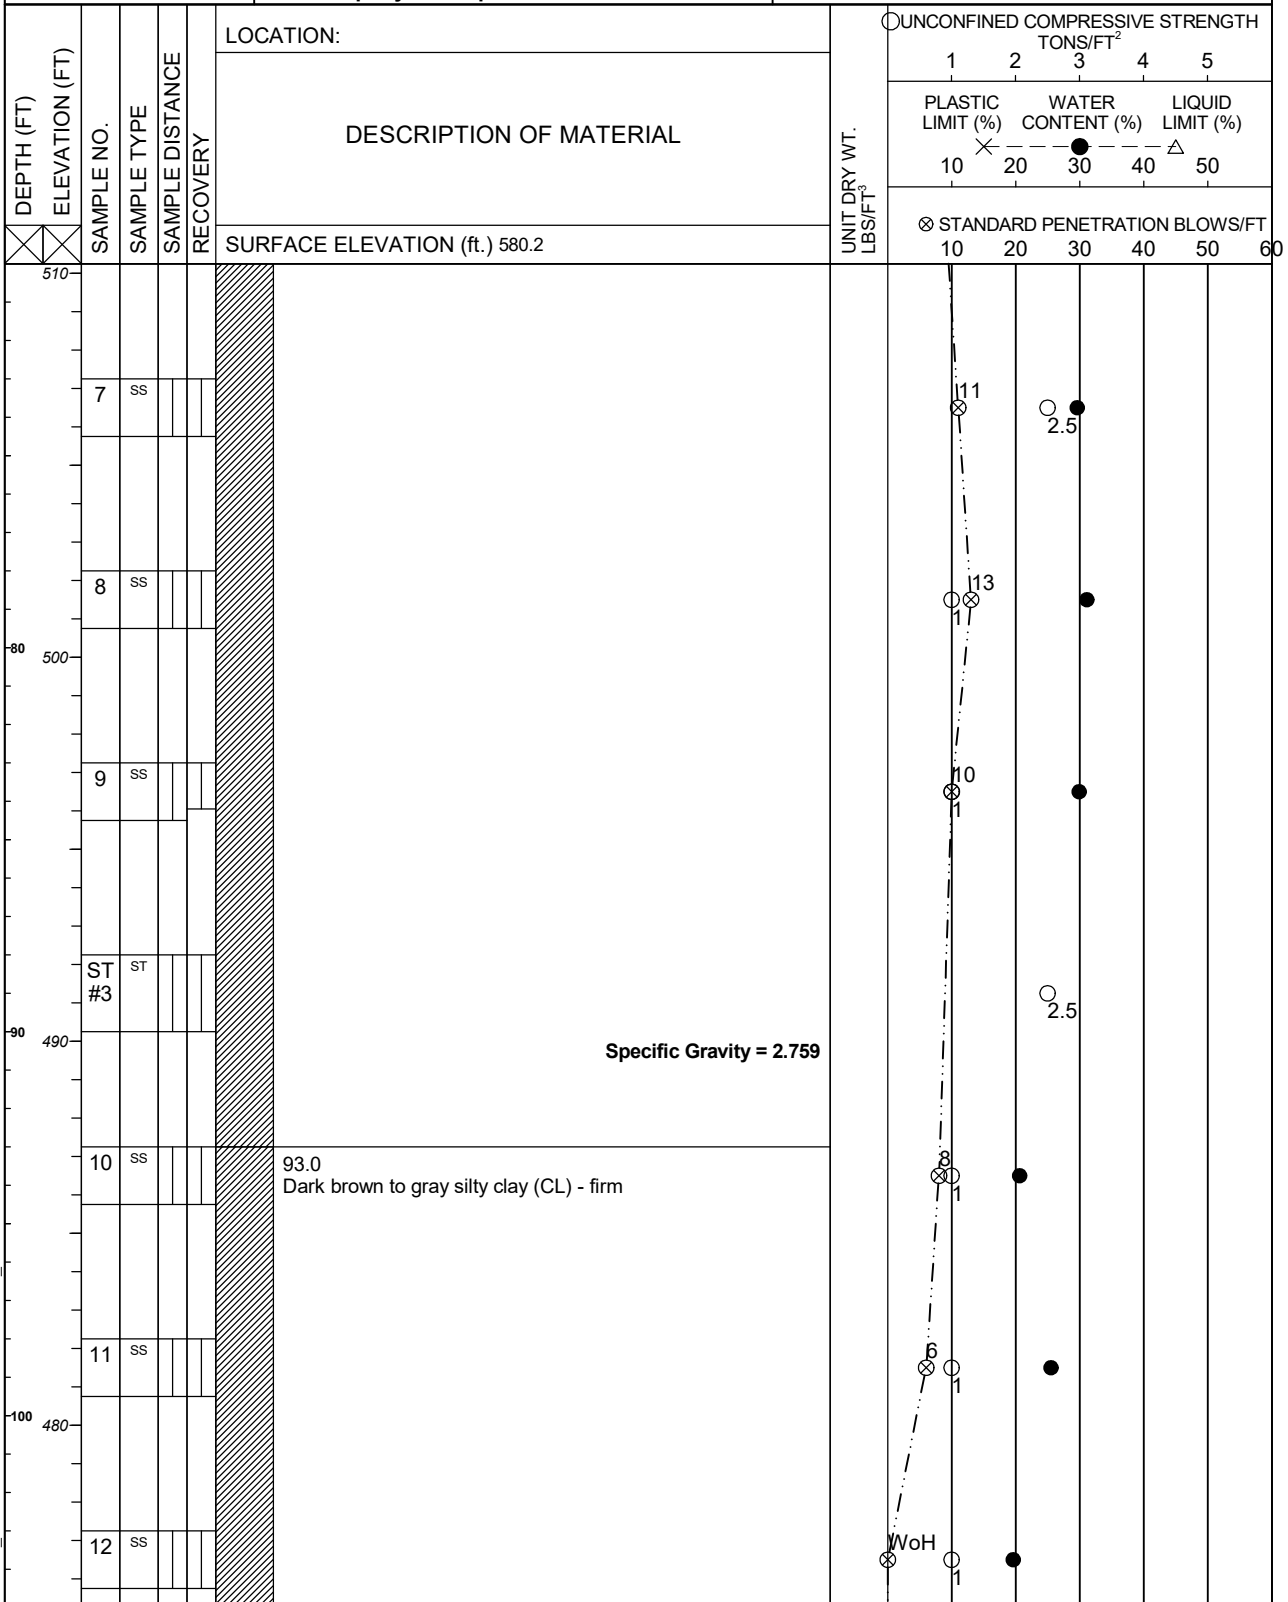 LOCATION:
DESCRIPTION OF MATERIAL
SURFACE ELEVATION (ft.) 580.2
DEPTH (FT)
ELEVATION (FT)
SAMPLE NO.
SAMPLE TYPE
SAMPLE DISTANCE
RECOVERY
UNIT DRY WT.
LBS/FT³
UNCONFINED COMPRESSIVE STRENGTH
TONS/FT²
1 2 3 4 5
PLASTIC LIMIT (%)
WATER CONTENT (%)
LIQUID LIMIT (%)
10 20 30 40 50
STANDARD PENETRATION BLOWS/FT
10 20 30 40 50 60
510
7 SS 11 2.5
8 SS 13 1
80 500
9 SS 10 1
ST #3 ST 2.5
90 490
Specific Gravity = 2.759
10 SS 8 1
93.0
Dark brown to gray silty clay (CL) - firm
11 SS 6 1
100 480
12 SS WoH 1